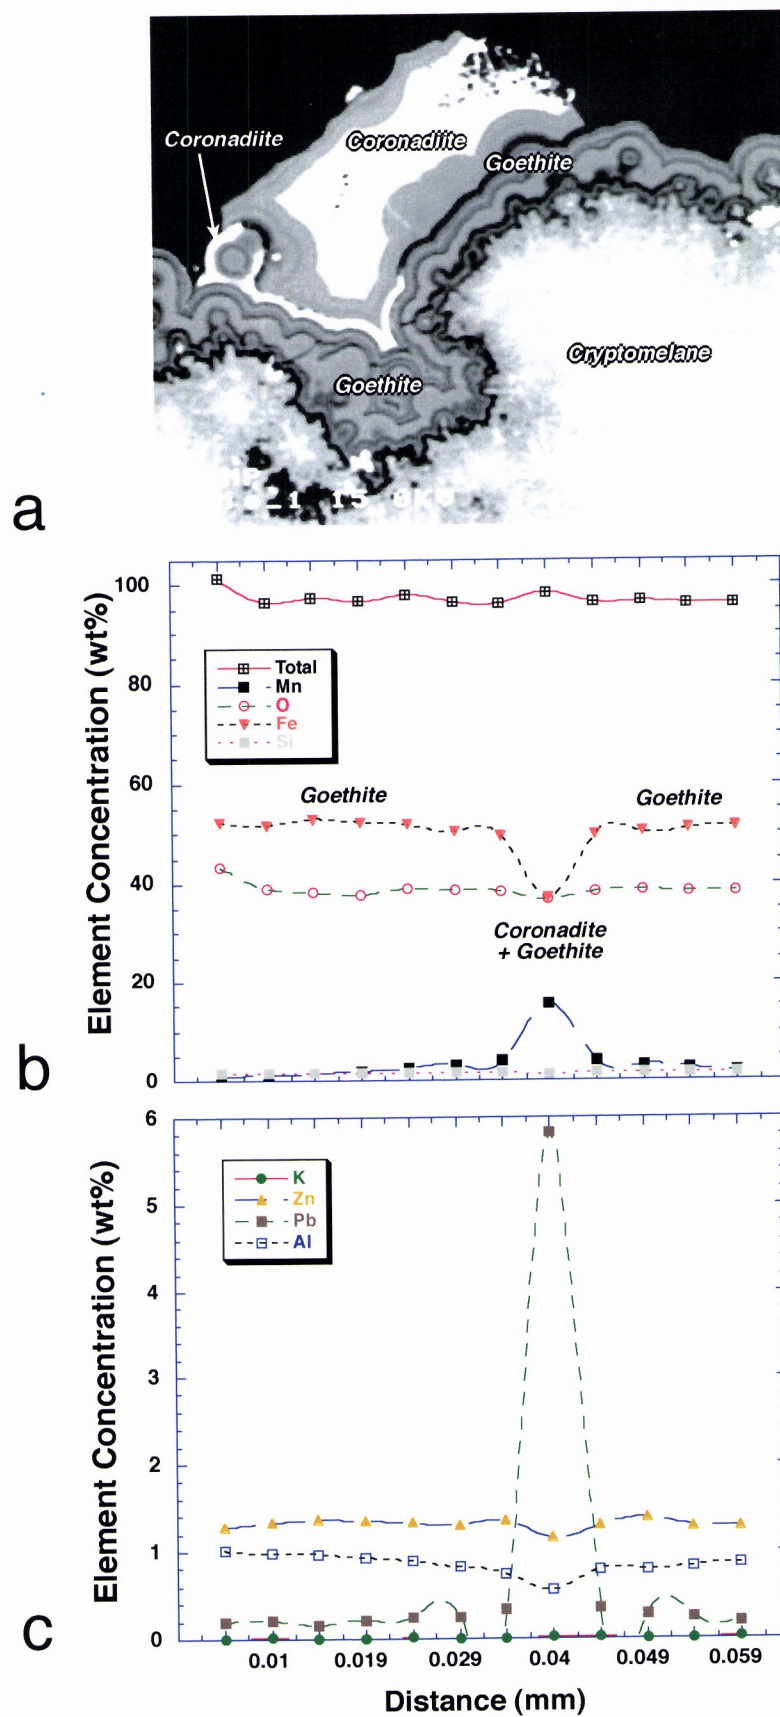 Coronadiite
Coronadiite
Goethite
Cryptomelane
Goethite
a
Element Concentration (wt%)
100
80
60
40
20
0
Total
Mn
O
Fe
Si
Goethite
Goethite
Coronadite
+ Goethite
b
Element Concentration (wt%)
6
5
4
3
2
1
0
K
Zn
Pb
Al
c
0.01 0.019 0.029 0.04 0.049 0.059
Distance (mm)